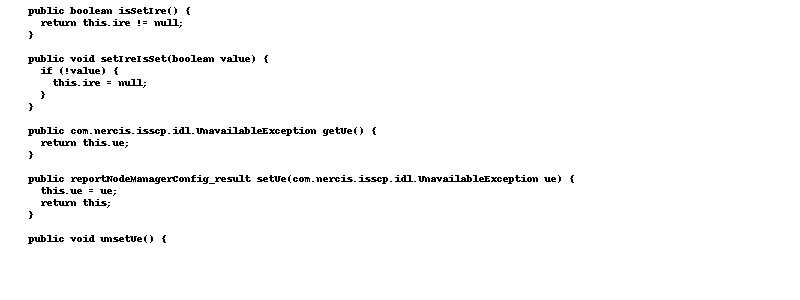 public boolean isSetIre() {
return this.ire != null;
}
public void setIreIsSet(boolean value) {
if (!value) {
this.ire = null;
}
}
public com.nercis.isscp.idl.UnavailableException getUe() {
return this.ue;
}
public reportNodeManagerConfig_result setUe(com.nercis.isscp.idl.UnavailableException ue) {
this.ue = ue;
return this;
}
public void unsetUe() {